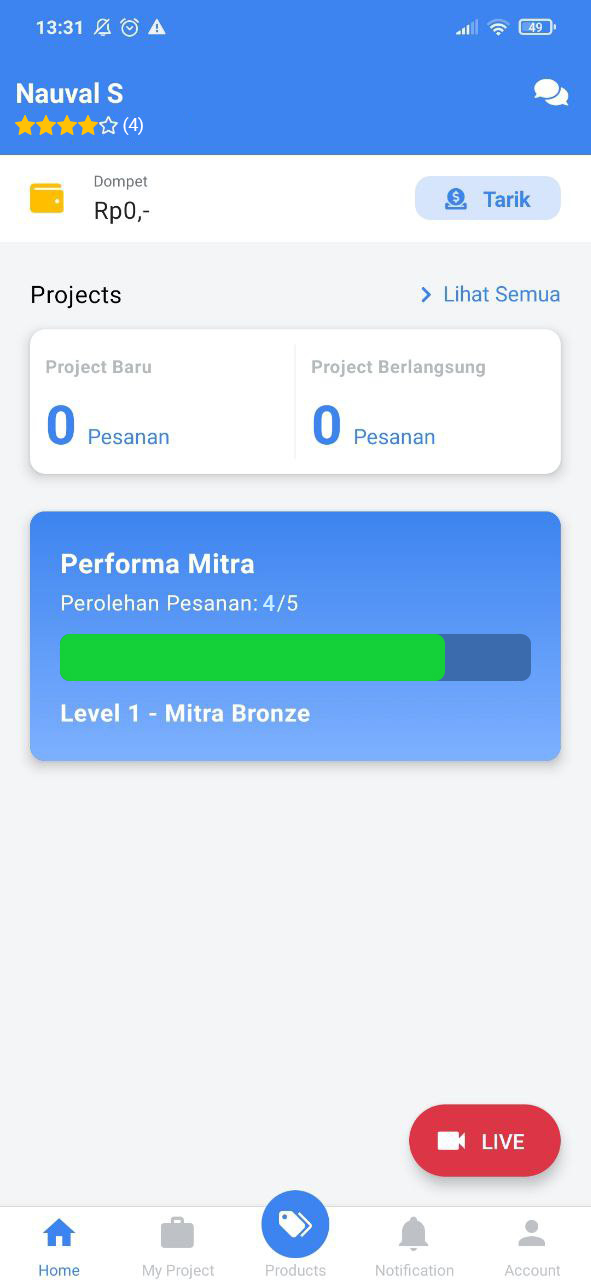 13:31
49
Nauval S
(4)
Dompet
Rp0,-
Tarik
Projects
Lihat Semua
Project Baru
Project Berlangsung
0 Pesanan
0 Pesanan
Performa Mitra
Perolehan Pesanan: 4/5
Level 1 - Mitra Bronze
LIVE
Home
My Project
Products
Notification
Account